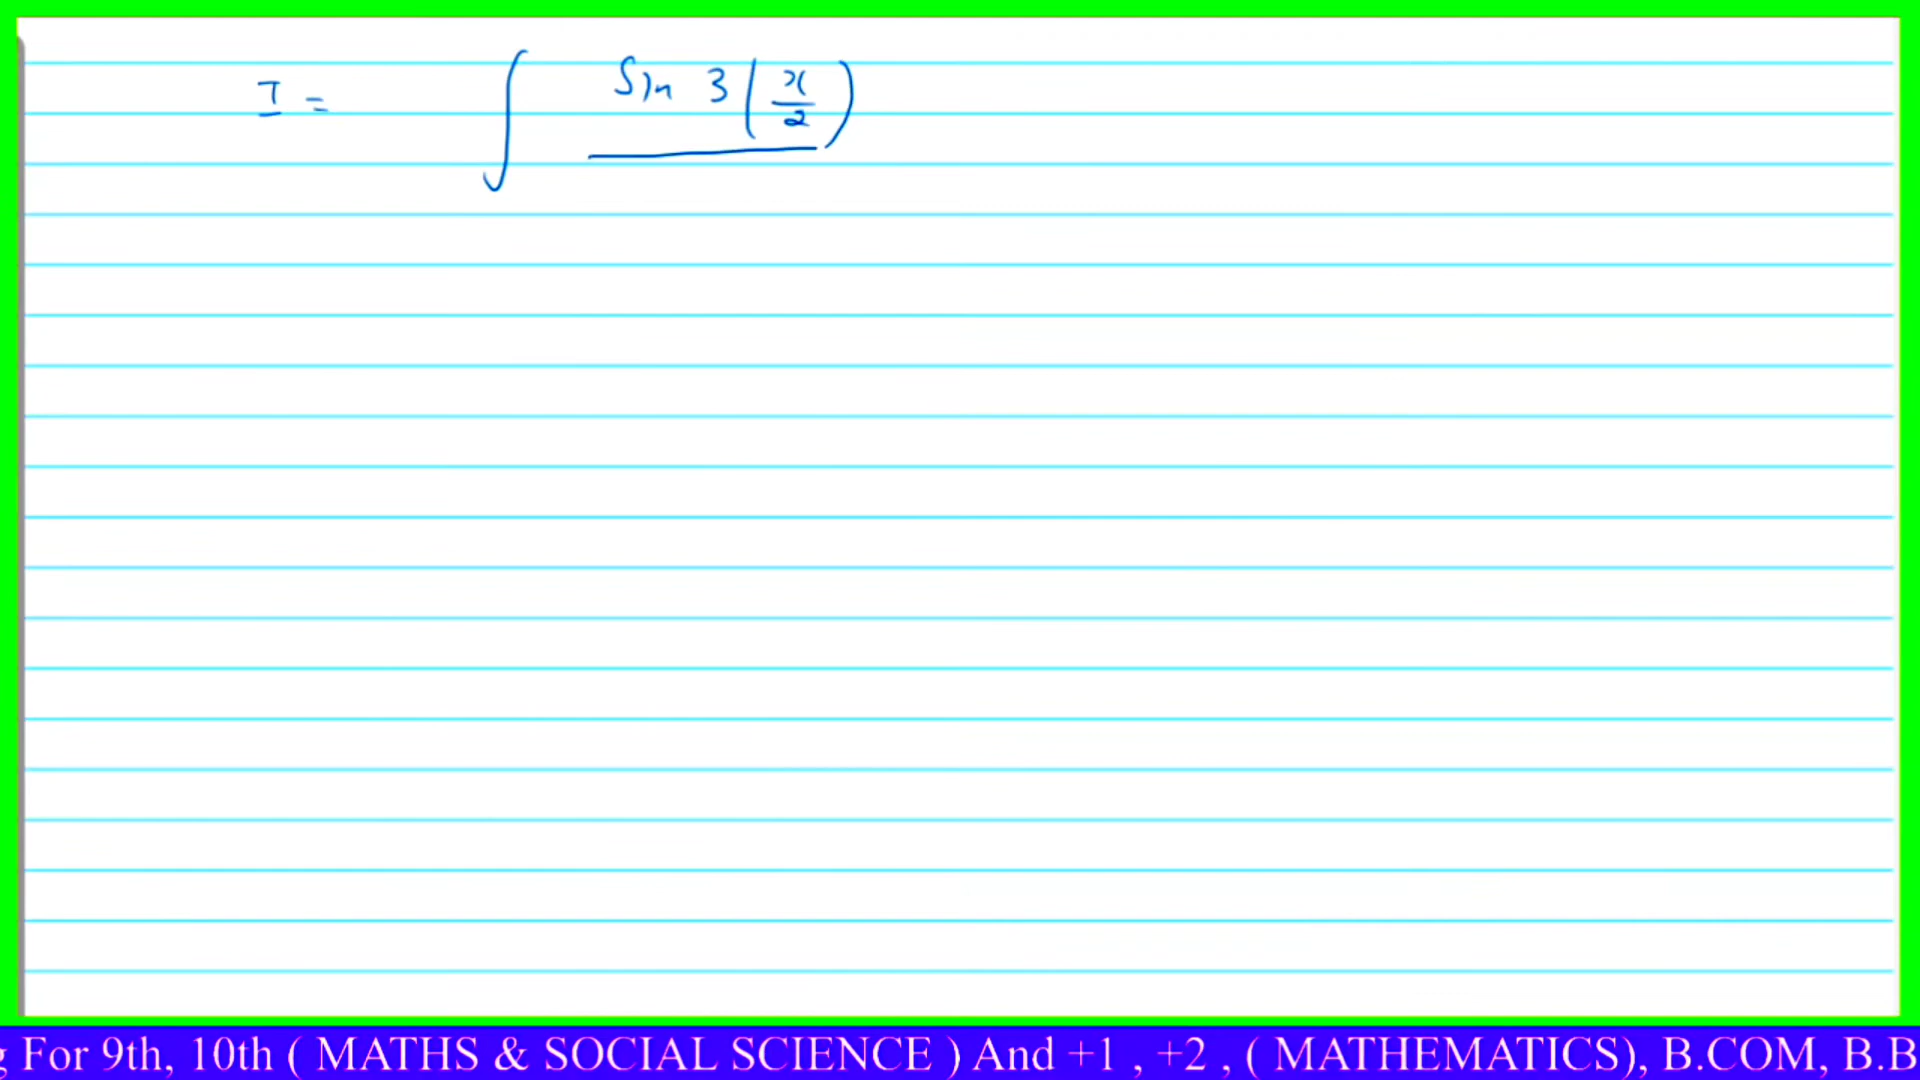 I = ∫ Sin 3 (x/2)
g For 9th, 10th ( MATHS & SOCIAL SCIENCE ) And +1 , +2 , ( MATHEMATICS), B.COM, B.B